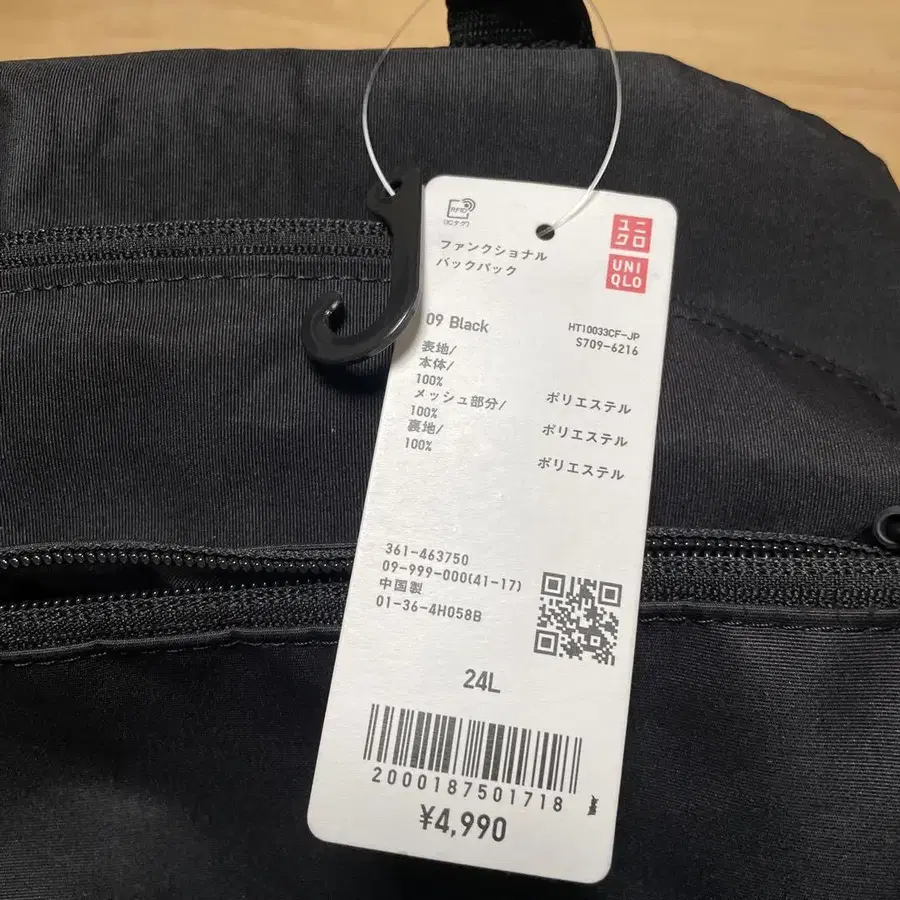 RFID
(ICタグ)
ユニ
クロ
UNI
QLO
ファンクショナル
バックパック
09 Black
HT10033CF-JP
S709-6216
表地/
本体/
100% ポリエステル
メッシュ部分/
100% ポリエステル
裏地/
100% ポリエステル
361-463750
09-999-000(41-17)
中国製
01-36-4H058B
24L
2000187501718
¥4,990